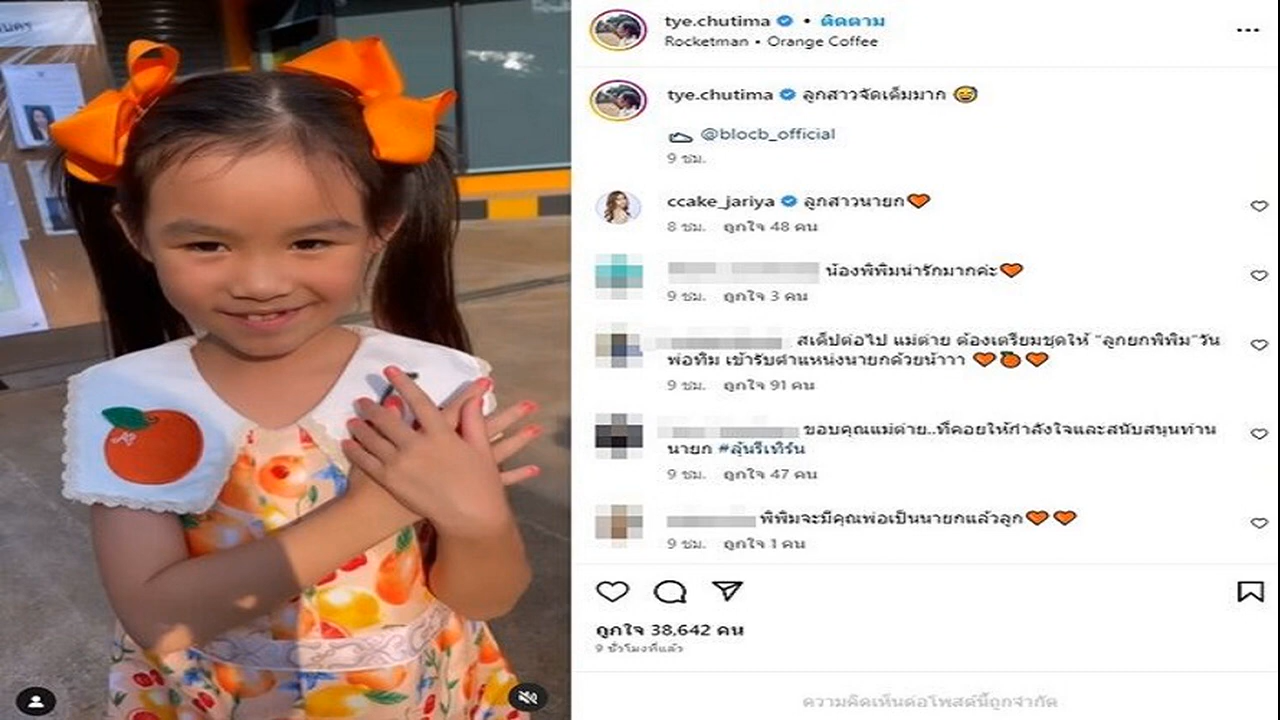 tye.chutima • ติดตาม
Rocketman • Orange Coffee
tye.chutima ลูกสาวจัดเต็มมาก 😅
@blocb_official
9 ชม.
ccake_jariya ลูกสาวนายก🧡
8 ชม. ถูกใจ 48 คน
น้องพิพิมน่ารักมากค่ะ🧡
9 ชม. ถูกใจ 3 คน
สเต็ปต่อไป แม่ต่าย ต้องเตรียมชุดให้ "ลูกยกพิพิม"วัน
พ่อทิม เข้ารับตำแหน่งนายกด้วยน้าาา 🧡🍊🧡
9 ชม. ถูกใจ 91 คน
ขอบคุณแม่ต่าย..ที่คอยให้กำลังใจและสนับสนุนท่าน
นายก #ลุ้นรีเทิร์น
9 ชม. ถูกใจ 47 คน
พิพิมจะมีคุณพ่อเป็นนายกแล้วลูก🧡🧡
9 ชม. ถูกใจ 1 คน
ถูกใจ 38,642 คน
9 ชั่วโมงที่แล้ว
ความคิดเห็นต่อโพสต์นี้ถูกจำกัด